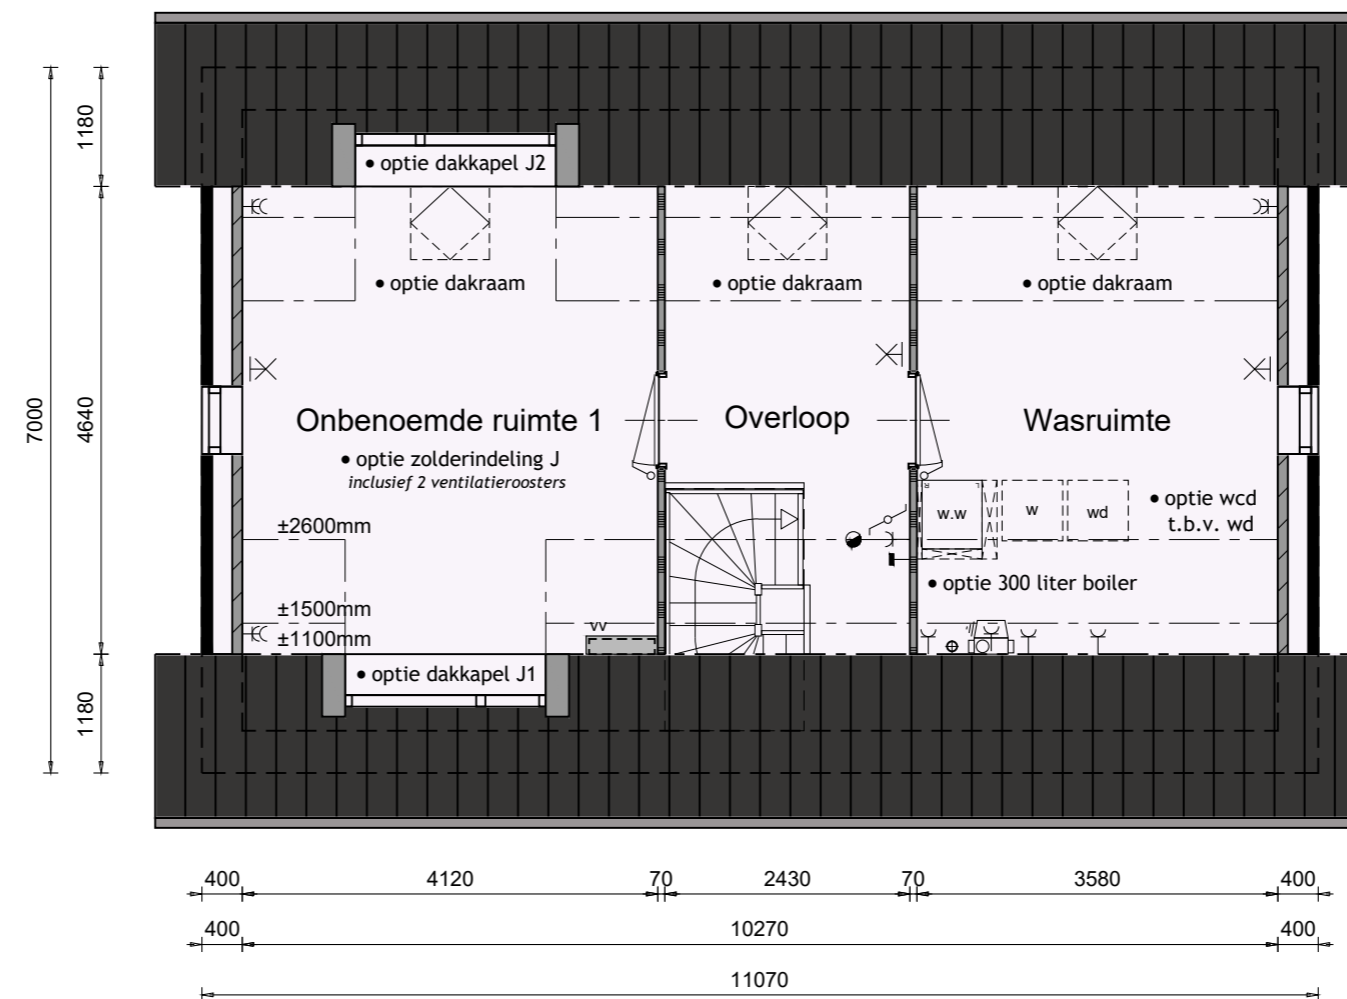 1180
7000
4640
1180
• optie dakkapel J2
• optie dakraam
• optie dakraam
• optie dakraam
Onbenoemde ruimte 1
Overloop
Wasruimte
• optie zolderindeling J
inclusief 2 ventilatieroosters
w.w
w
wd
• optie wcd
t.b.v. wd
±2600mm
• optie 300 liter boiler
±1500mm
±1100mm
VV
• optie dakkapel J1
400
4120
70
2430
70
3580
400
400
10270
400
11070